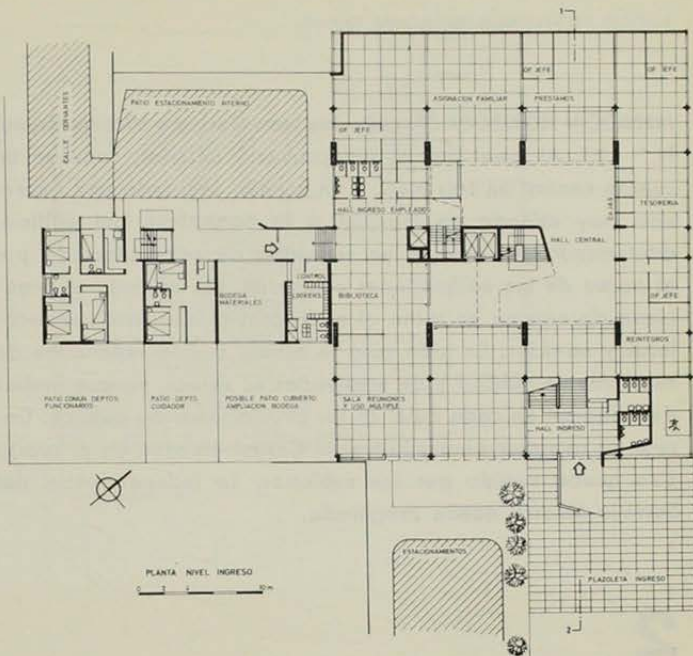 1
OF JEFE
OF JEFE
CALLE CERVANTES
PATIO ESTACIONAMIENTO INTERNO
ASIGNACION FAMILIAR
PRESTAMOS
OF JEFE
HALL INGRESO EMPLEADOS
CAJAS
TESORERIA
HALL CENTRAL
CONTROL
BODEGA
MATERIALES
LOCKERS
BIBLIOTECA
OF JEFE
REINTEGROS
PATIO COMUN DEPTOS
FUNCIONARIOS
PATIO DEPTO
CUIDADOR
POSIBLE PATIO CUBIERTO
AMPLIACION BODEGA
SALA REUNIONES
Y USO MULTIPLE
HALL INGRESO
ESTACIONAMIENTOS
PLANTA NIVEL INGRESO
0
10 m
PLAZOLETA INGRESO
2